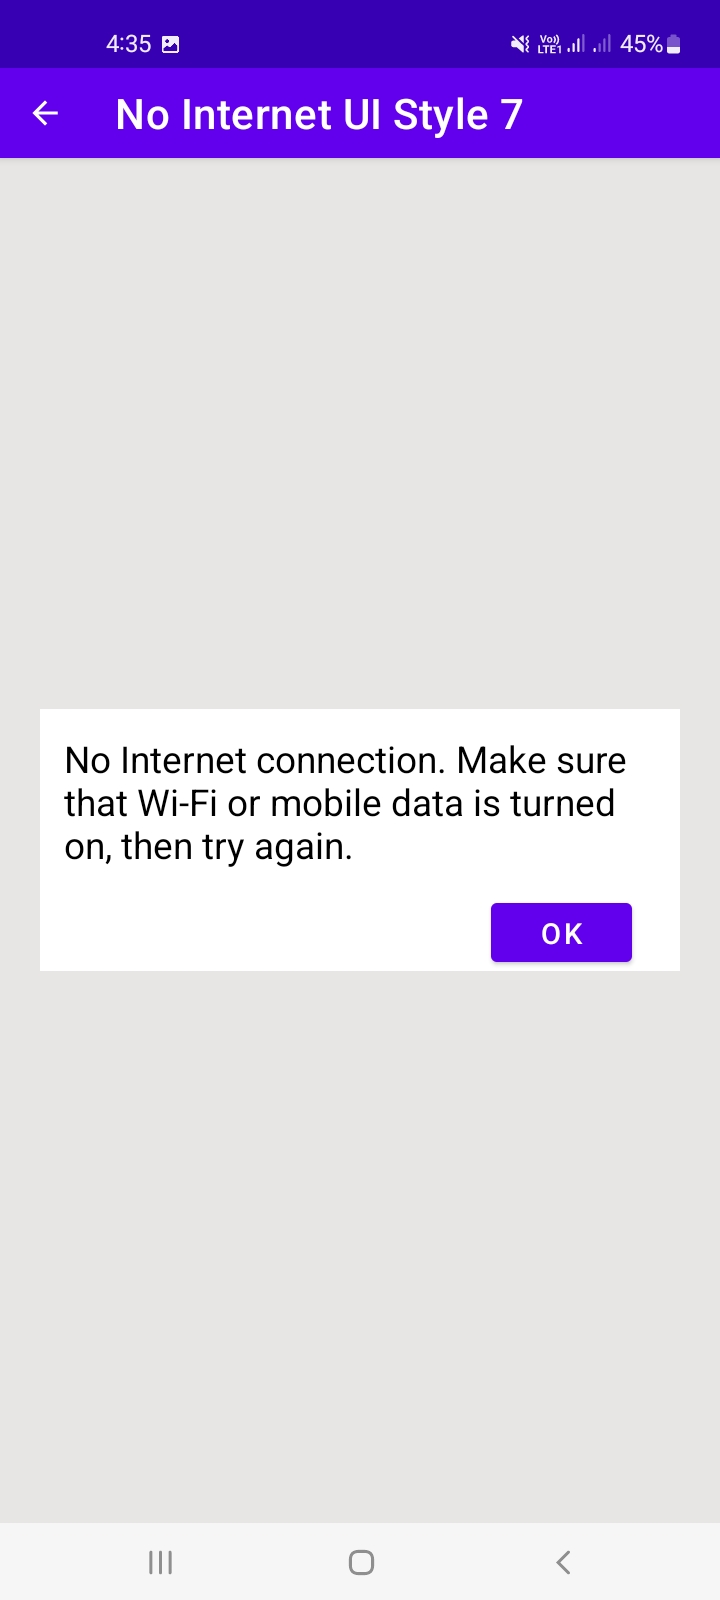 4:35 Vo)) LTE1 45%
No Internet UI Style 7
No Internet connection. Make sure
that Wi-Fi or mobile data is turned
on, then try again.
OK